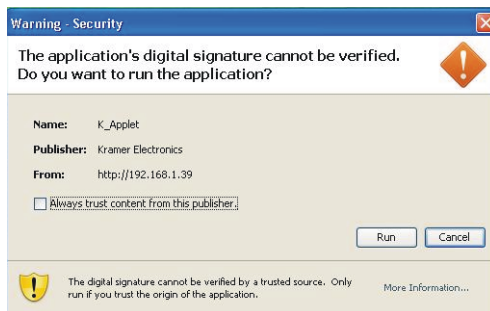 Warning - Security
The application's digital signature cannot be verified.
Do you want to run the application?
Name: K_Applet
Publisher: Kramer Electronics
From: http://192.168.1.39
Always trust content from this publisher.
Run Cancel
The digital signature cannot be verified by a trusted source. Only
run if you trust the origin of the application.
More Information...